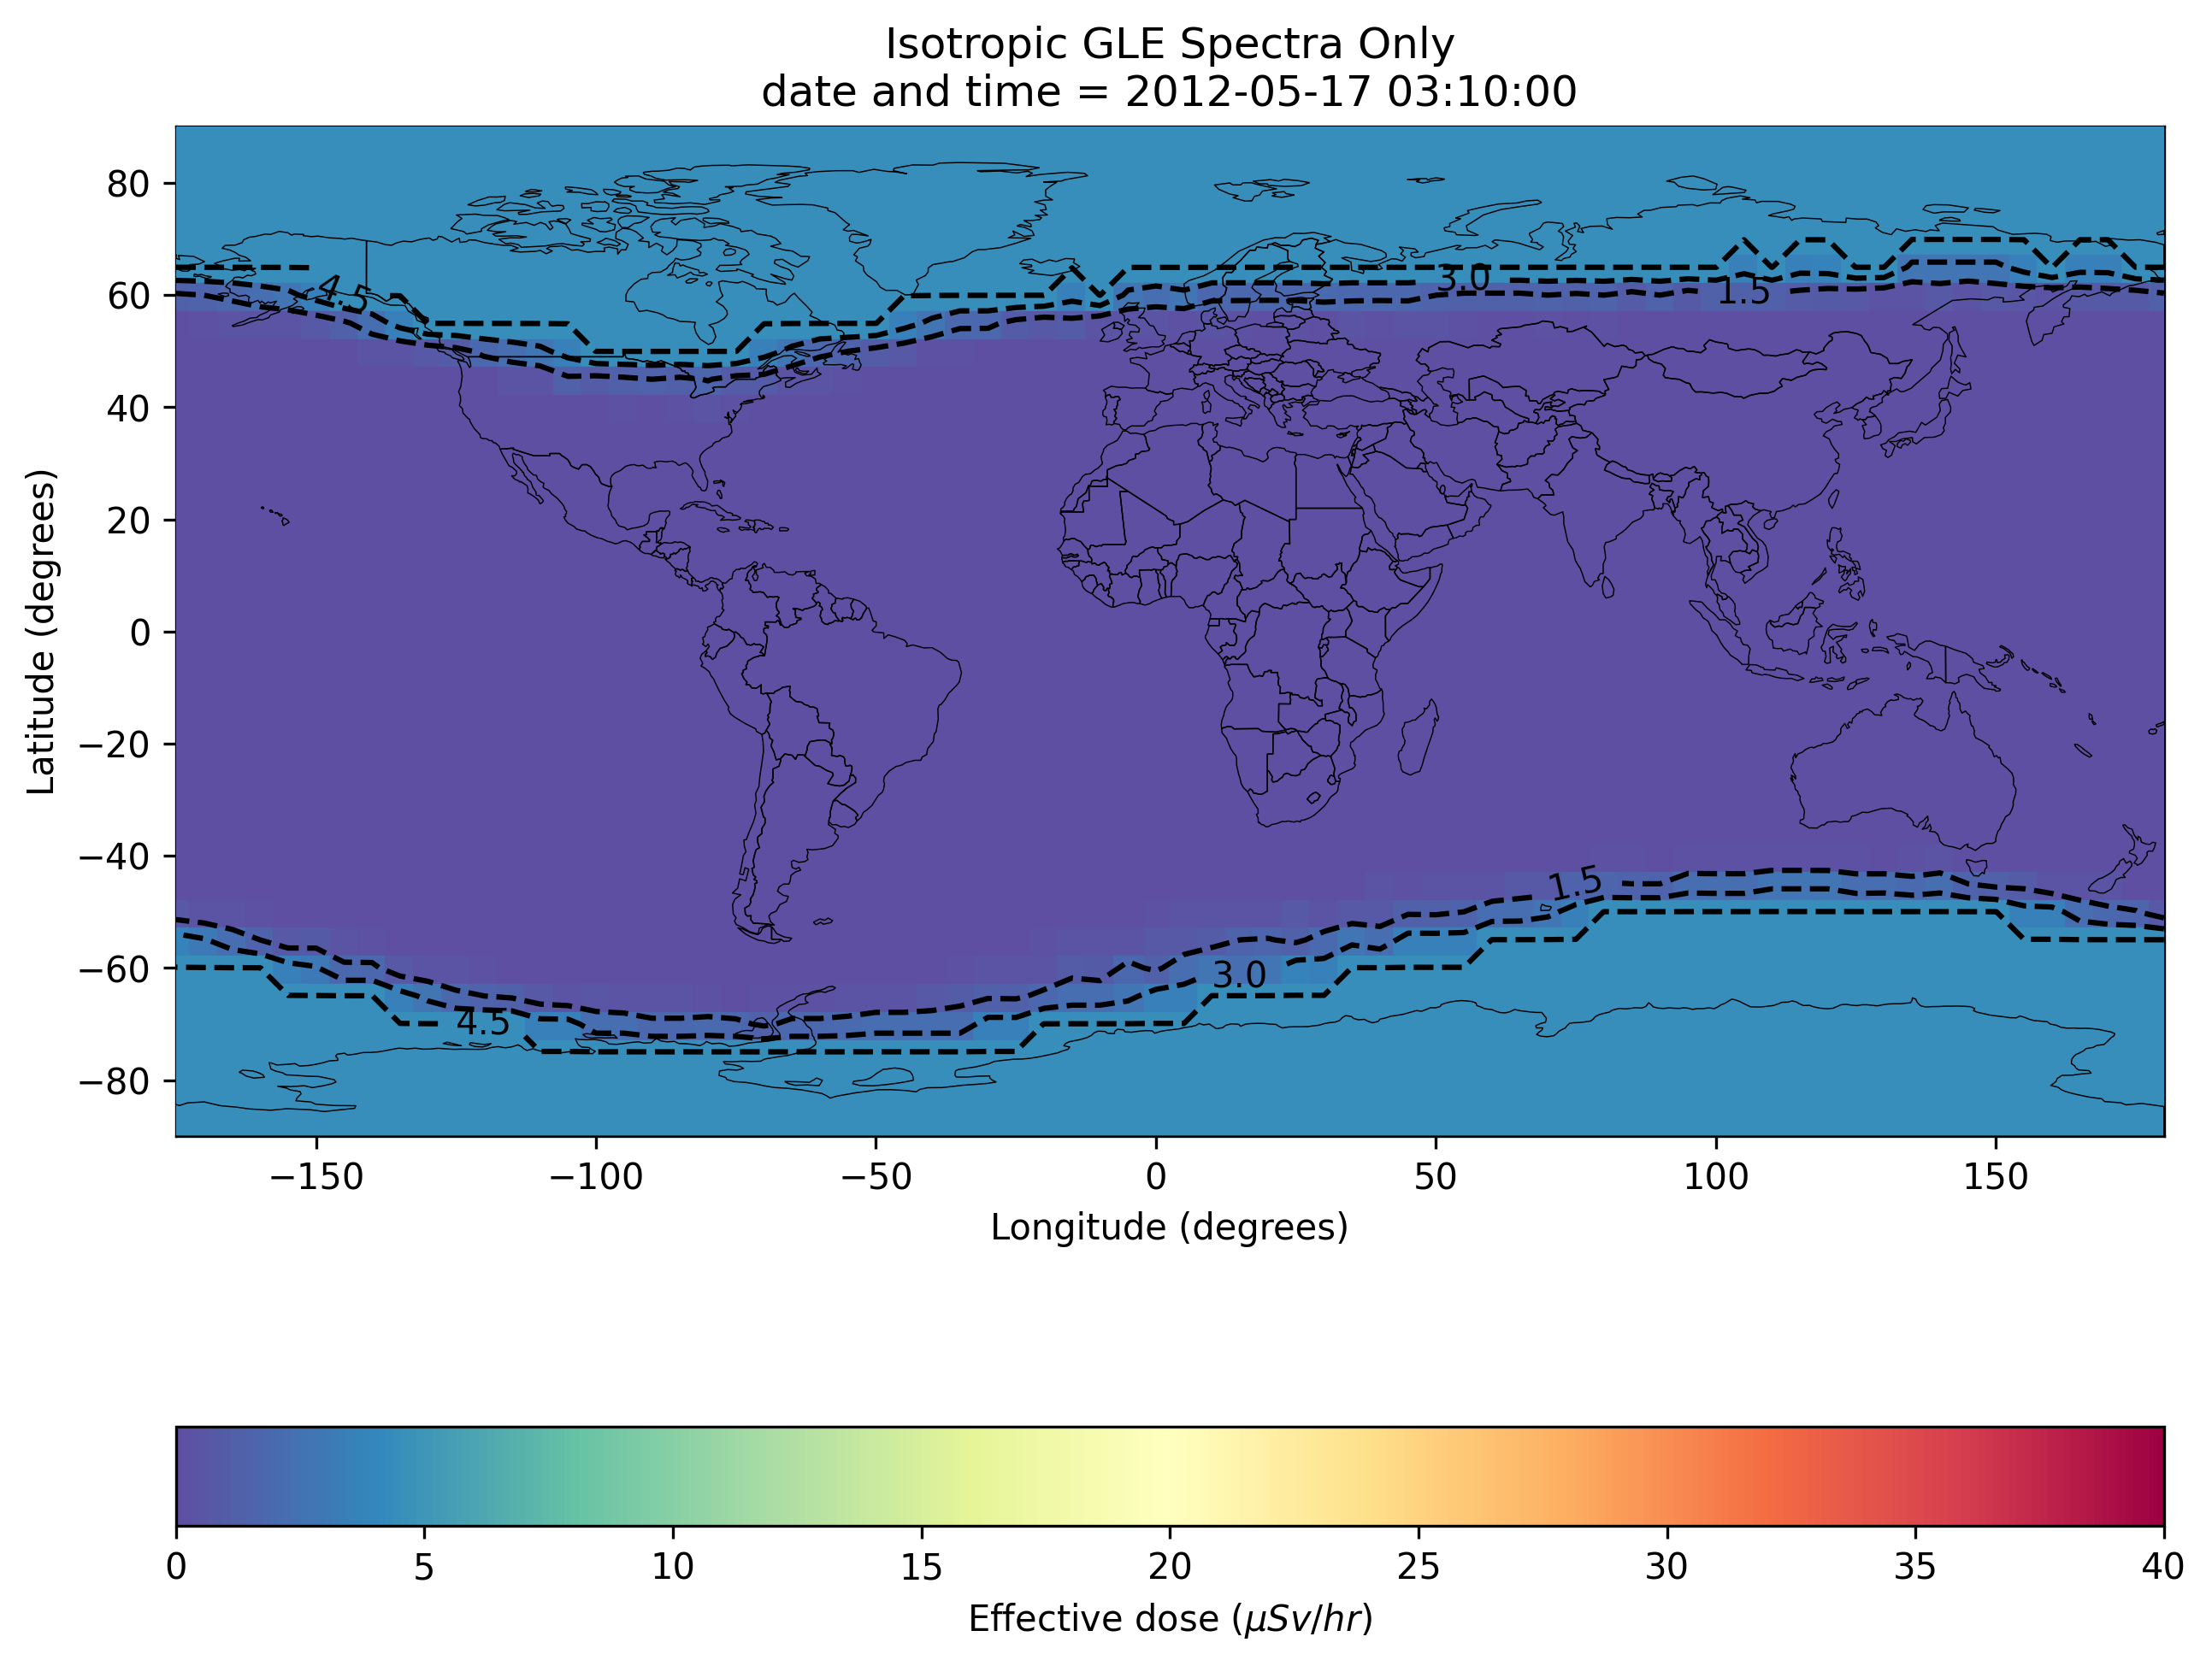 Isotropic GLE Spectra Only
date and time = 2012-05-17 03:10:00
Latitude (degrees)
80
60
40
20
0
−20
−40
−60
−80
4.5
3.0
1.5
1.5
3.0
4.5
−150 −100 −50 0 50 100 150
Longitude (degrees)
0 5 10 15 20 25 30 35 40
Effective dose (μSv/hr)